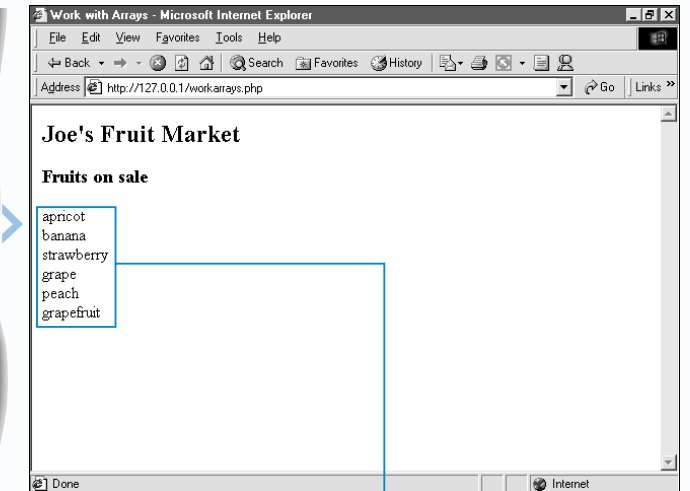 Work with Arrays - Microsoft Internet Explorer
File Edit View Favorites Tools Help
Back Search Favorites History
Address http://127.0.0.1/workarrays.php Go Links »
Joe's Fruit Market
Fruits on sale
apricot
banana
strawberry
grape
peach
grapefruit
Done Internet